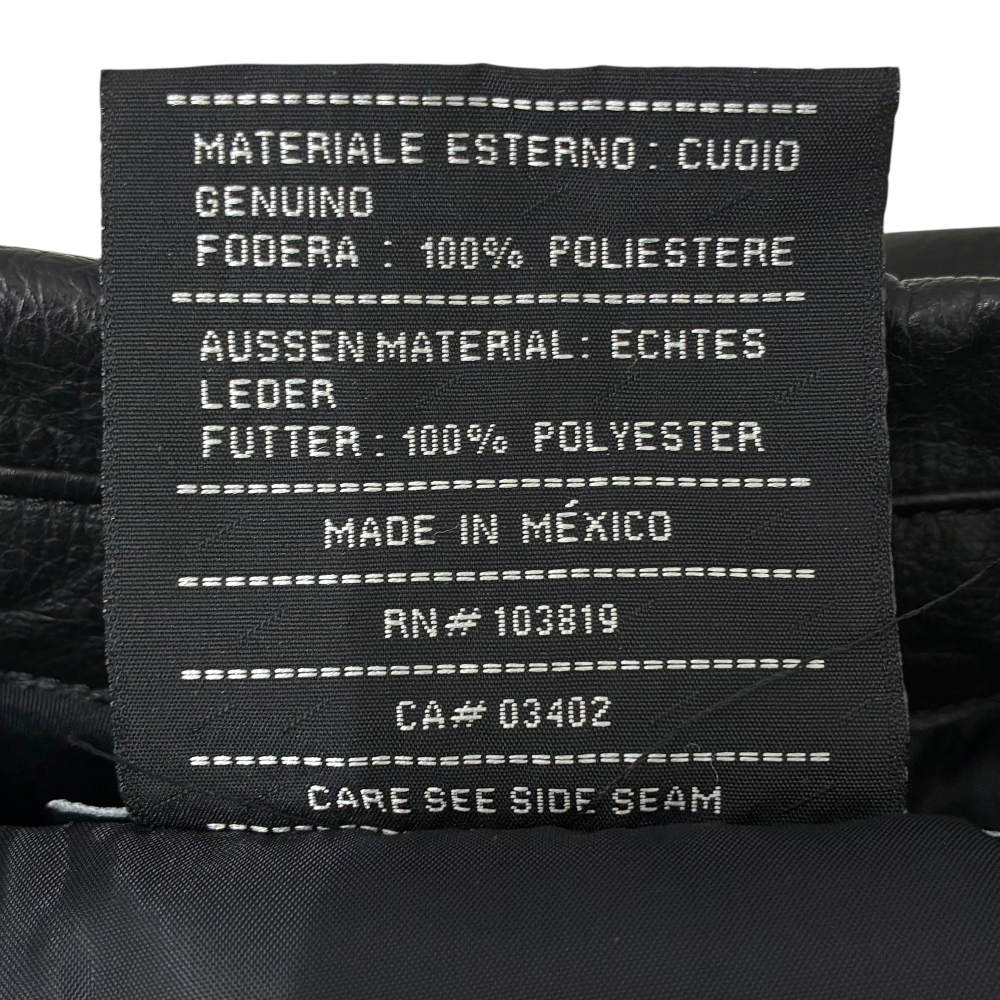 MATERIALE ESTERNO : CUOIO
GENUINO
FODERA : 100% POLIESTERE
AUSSEN MATERIAL: ECHTES
LEDER
FUTTER : 100% POLYESTER
MADE IN MÉXICO
RN# 103819
CA# 03402
CARE SEE SIDE SEAM